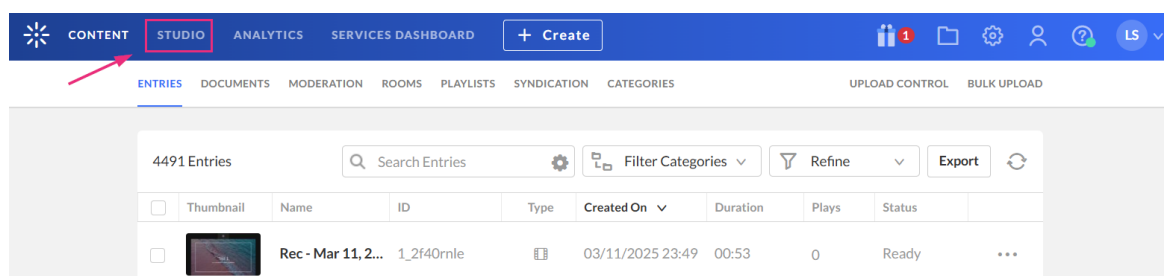 CONTENT STUDIO ANALYTICS SERVICES DASHBOARD + Create 1 LS
ENTRIES DOCUMENTS MODERATION ROOMS PLAYLISTS SYNDICATION CATEGORIES UPLOAD CONTROL BULK UPLOAD
4491 Entries Search Entries Filter Categories Refine Export
Thumbnail Name ID Type Created On Duration Plays Status
Rec - Mar 11, 2... 1_2f40rnle 03/11/2025 23:49 00:53 0 Ready